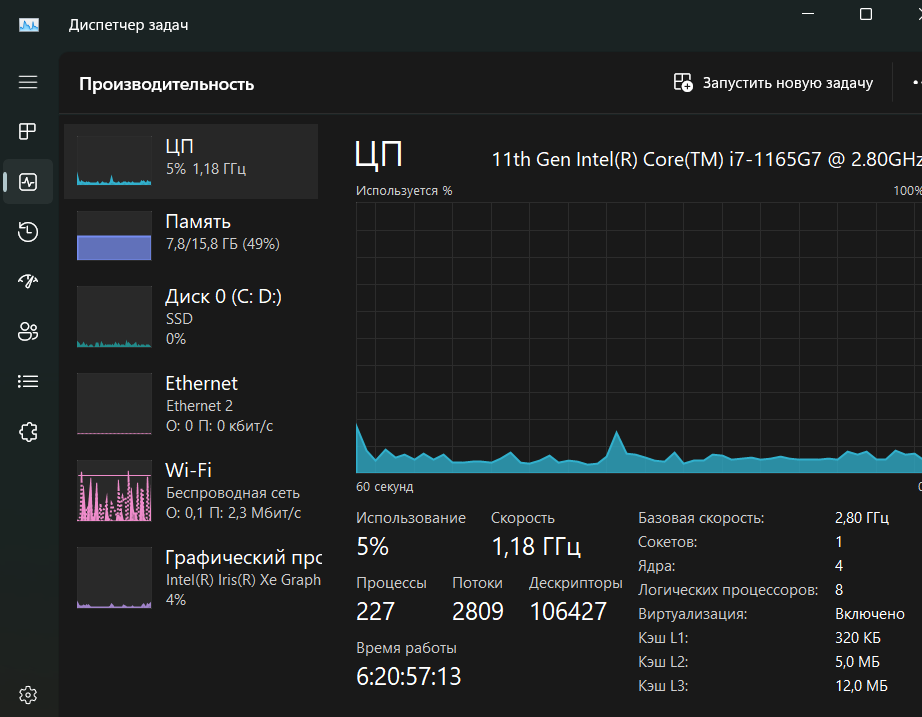 Диспетчер задач
Производительность
Запустить новую задачу
ЦП
5% 1,18 ГГц
Память
7,8/15,8 ГБ (49%)
Диск 0 (C: D:)
SSD
0%
Ethernet
Ethernet 2
О: 0 П: 0 кбит/с
Wi-Fi
Беспроводная сеть
О: 0,1 П: 2,3 Мбит/с
Графический прс
Intel(R) Iris(R) Xe Graph
4%
ЦП
11th Gen Intel(R) Core(TM) i7-1165G7 @ 2.80GHz
Используется %
100%
60 секунд
0
Использование
Скорость
5%
1,18 ГГц
Процессы
Потоки
Дескрипторы
227
2809
106427
Время работы
6:20:57:13
Базовая скорость: 2,80 ГГц
Сокетов: 1
Ядра: 4
Логических процессоров: 8
Виртуализация: Включено
Кэш L1: 320 КБ
Кэш L2: 5,0 МБ
Кэш L3: 12,0 МБ